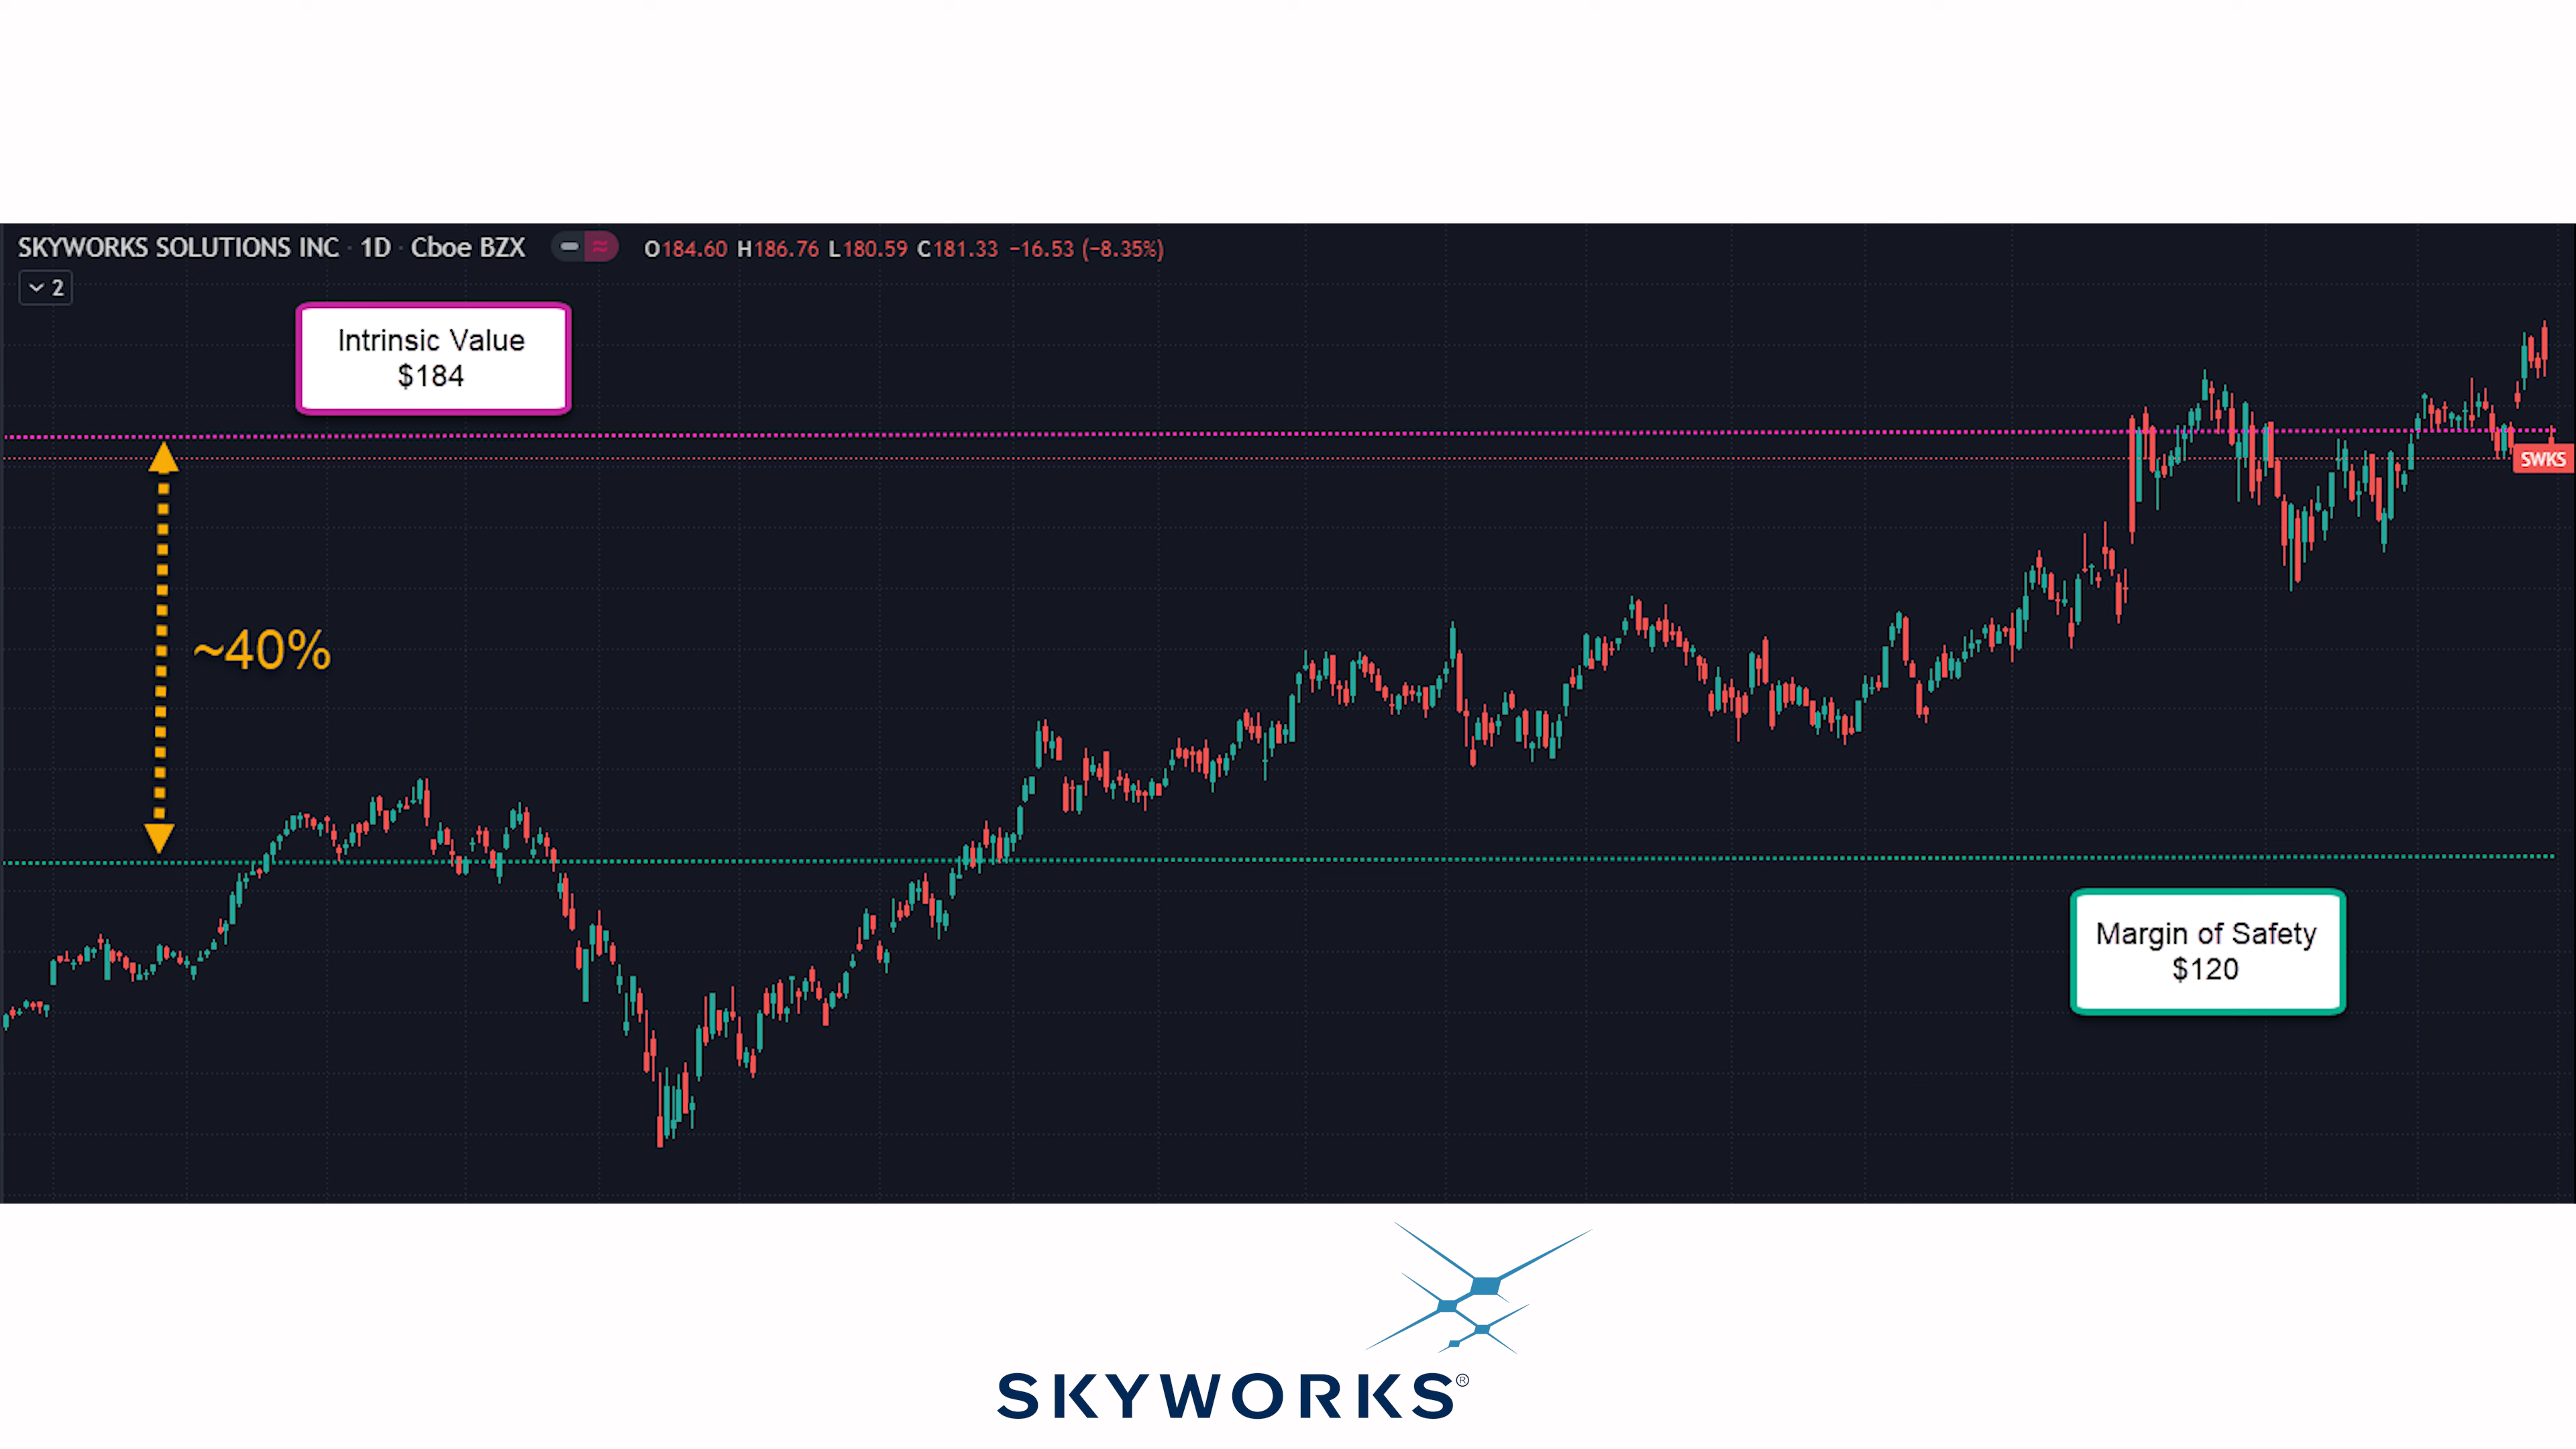 SKYWORKS SOLUTIONS INC · 1D · Cboe BZX O184.60 H186.76 L180.59 C181.33 −16.53 (−8.35%)
2
Intrinsic Value
$184
SWKS
~40%
Margin of Safety
$120
SKYWORKS®